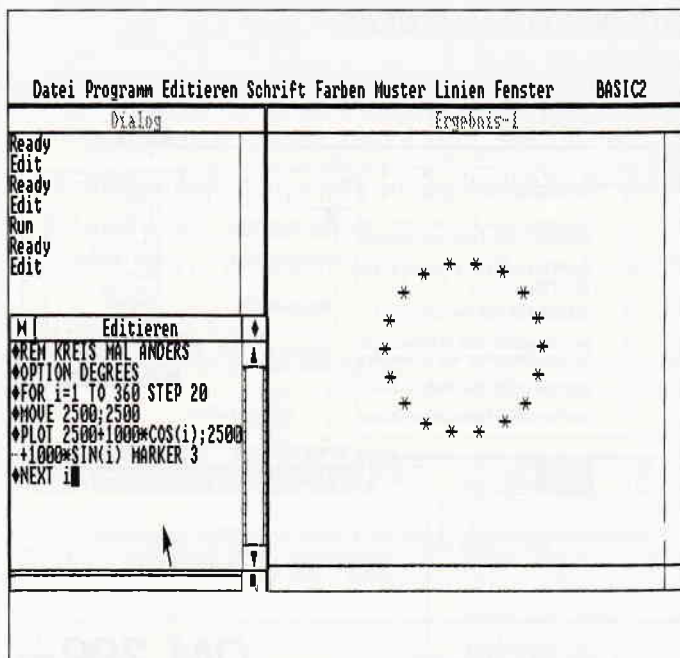 Datei Programm Editieren Schrift Farben Muster Linien Fenster BASIC2
Dialog
Ergebnis-1
Ready
Edit
Ready
Edit
Run
Ready
Edit
Editieren
REM KREIS MAL ANDERS
OPTION DEGREES
FOR i=1 TO 360 STEP 20
MOVE 2500;2500
PLOT 2500+1000*COS(i);2500
+1000*SIN(i) MARKER 3
NEXT i